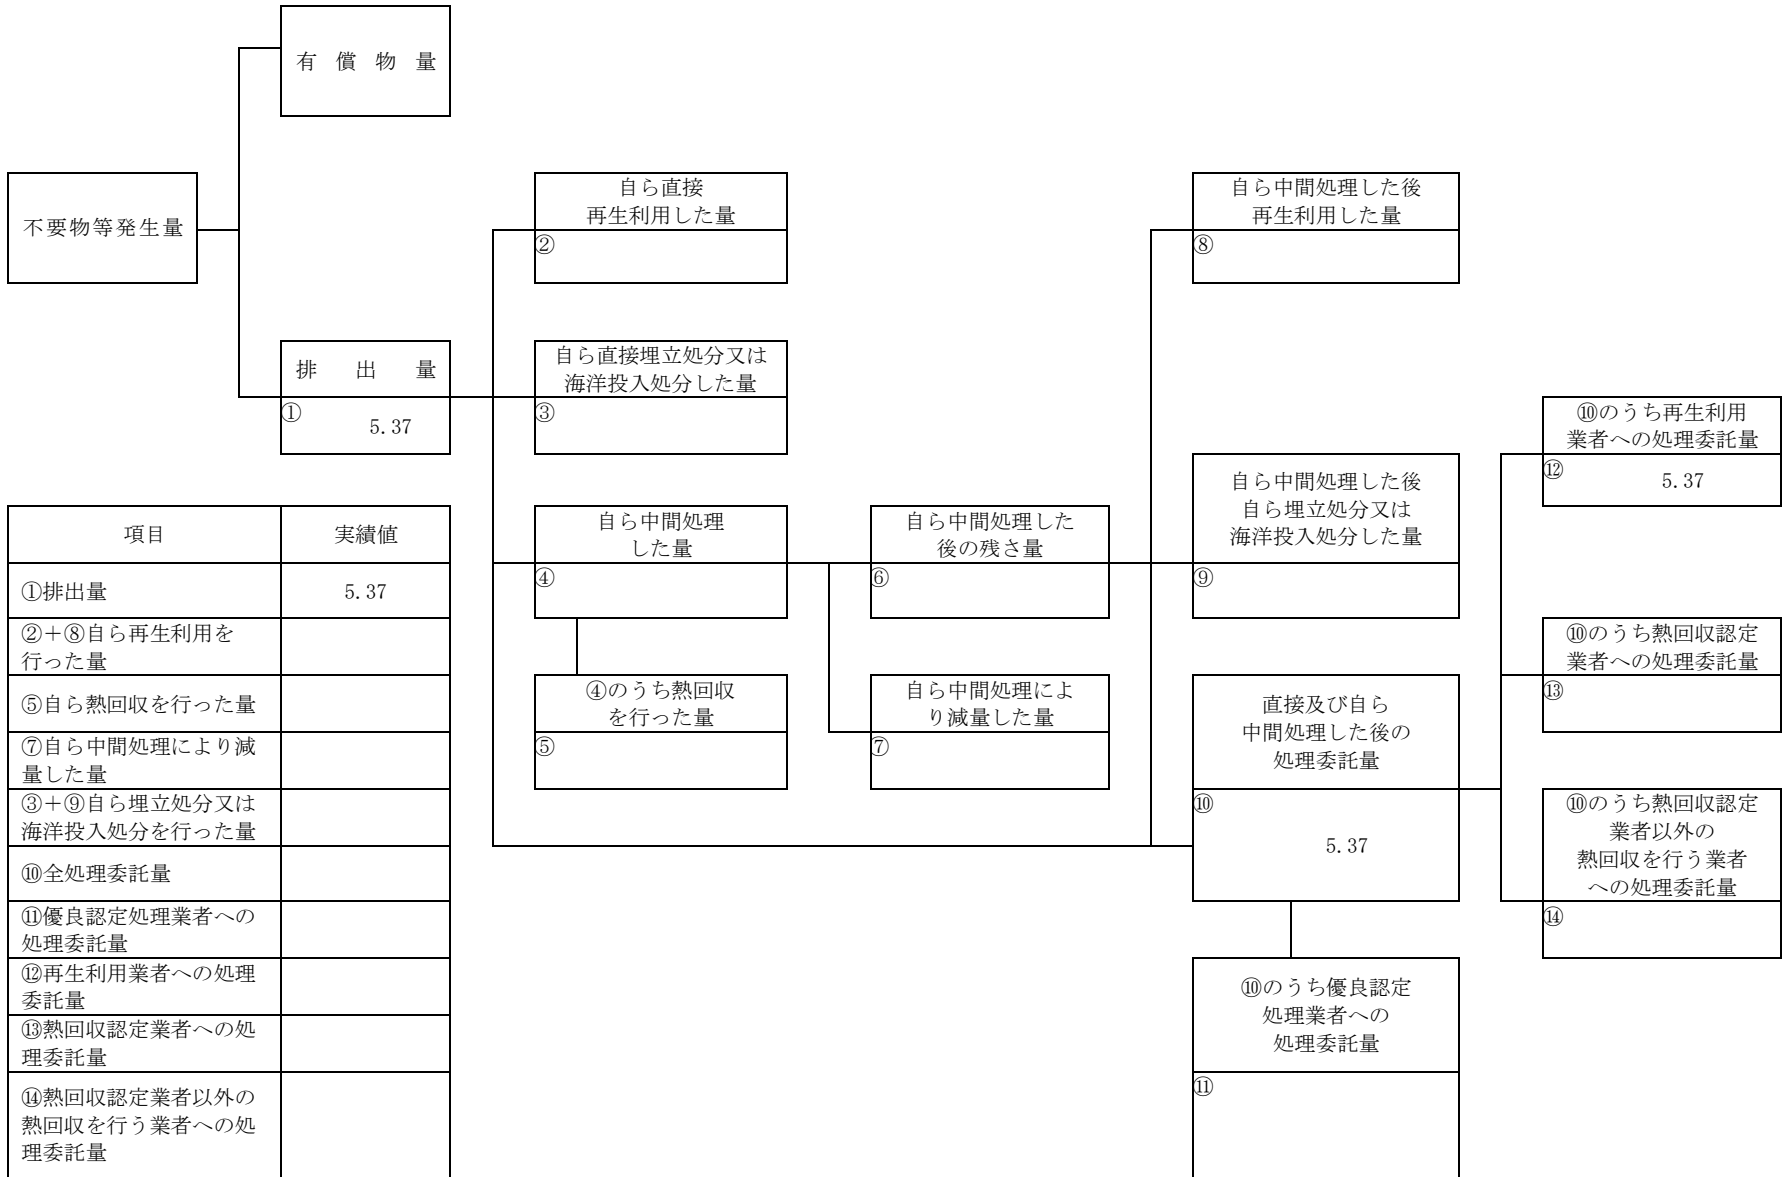 有償物量
不要物等発生量
排出量
①
5.37
自ら直接
再生利用した量
②
自ら直接埋立処分又は
海洋投入処分した量
③
自ら中間処理
した量
④
④のうち熱回収
を行った量
⑤
自ら中間処理した
後の残さ量
⑥
自ら中間処理によ
り減量した量
⑦
自ら中間処理した後
再生利用した量
⑧
自ら中間処理した後
自ら埋立処分又は
海洋投入処分した量
⑨
直接及び自ら
中間処理した後の
処理委託量
⑩
5.37
⑩のうち優良認定
処理業者への
処理委託量
⑪
⑩のうち再生利用
業者への処理委託量
⑫
5.37
⑩のうち熱回収認定
業者への処理委託量
⑬
⑩のうち熱回収認定
業者以外の
熱回収を行う業者
への処理委託量
⑭
項目 実績値
①排出量 5.37
②＋⑧自ら再生利用を
行った量
⑤自ら熱回収を行った量
⑦自ら中間処理により減
量した量
③＋⑨自ら埋立処分又は
海洋投入処分を行った量
⑩全処理委託量
⑪優良認定処理業者への
処理委託量
⑫再生利用業者への処理
委託量
⑬熱回収認定業者への処
理委託量
⑭熱回収認定業者以外の
熱回収を行う業者への処
理委託量